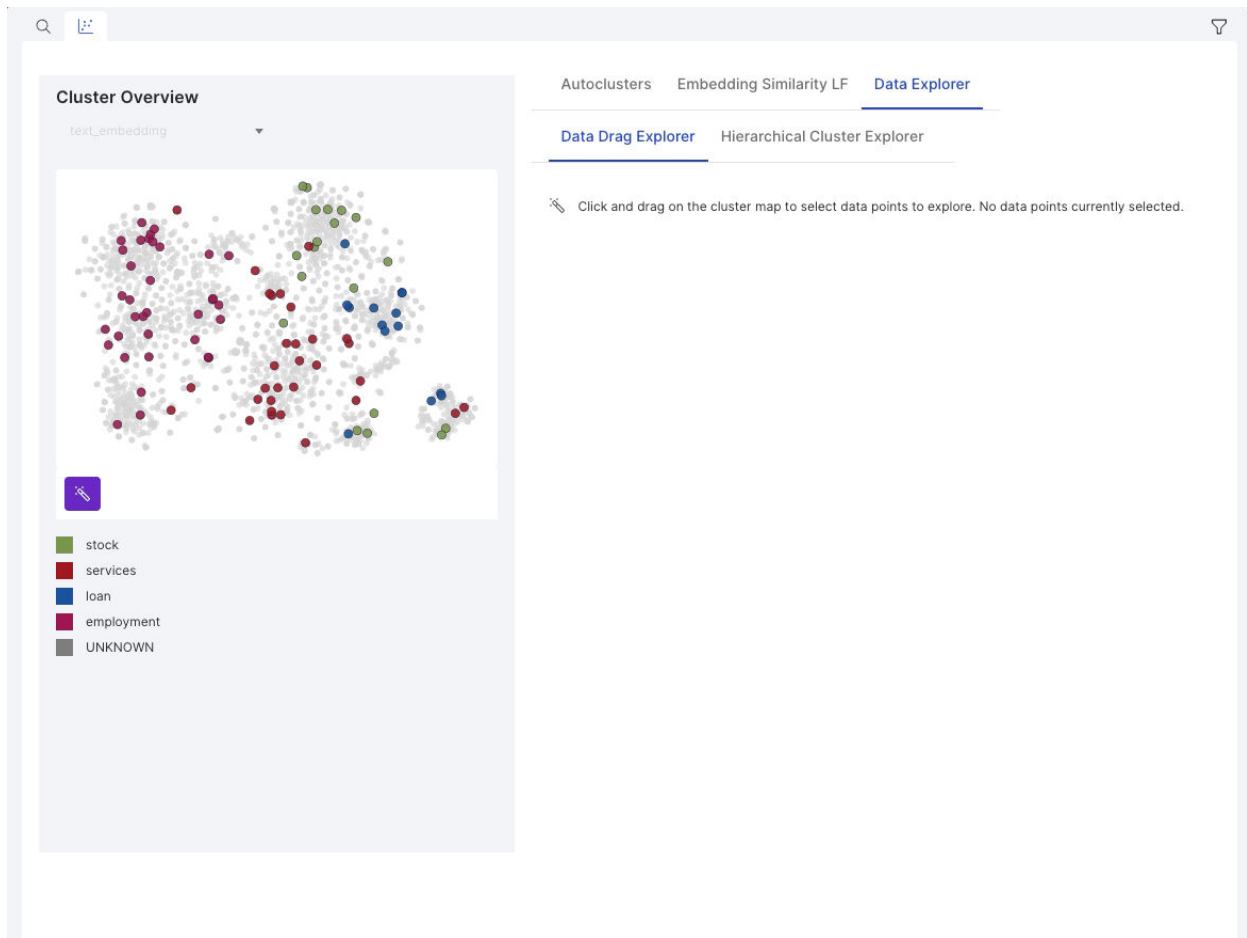 Cluster Overview
text_embedding
stock
services
loan
employment
UNKNOWN
Autoclusters Embedding Similarity LF Data Explorer
Data Drag Explorer Hierarchical Cluster Explorer
Click and drag on the cluster map to select data points to explore. No data points currently selected.